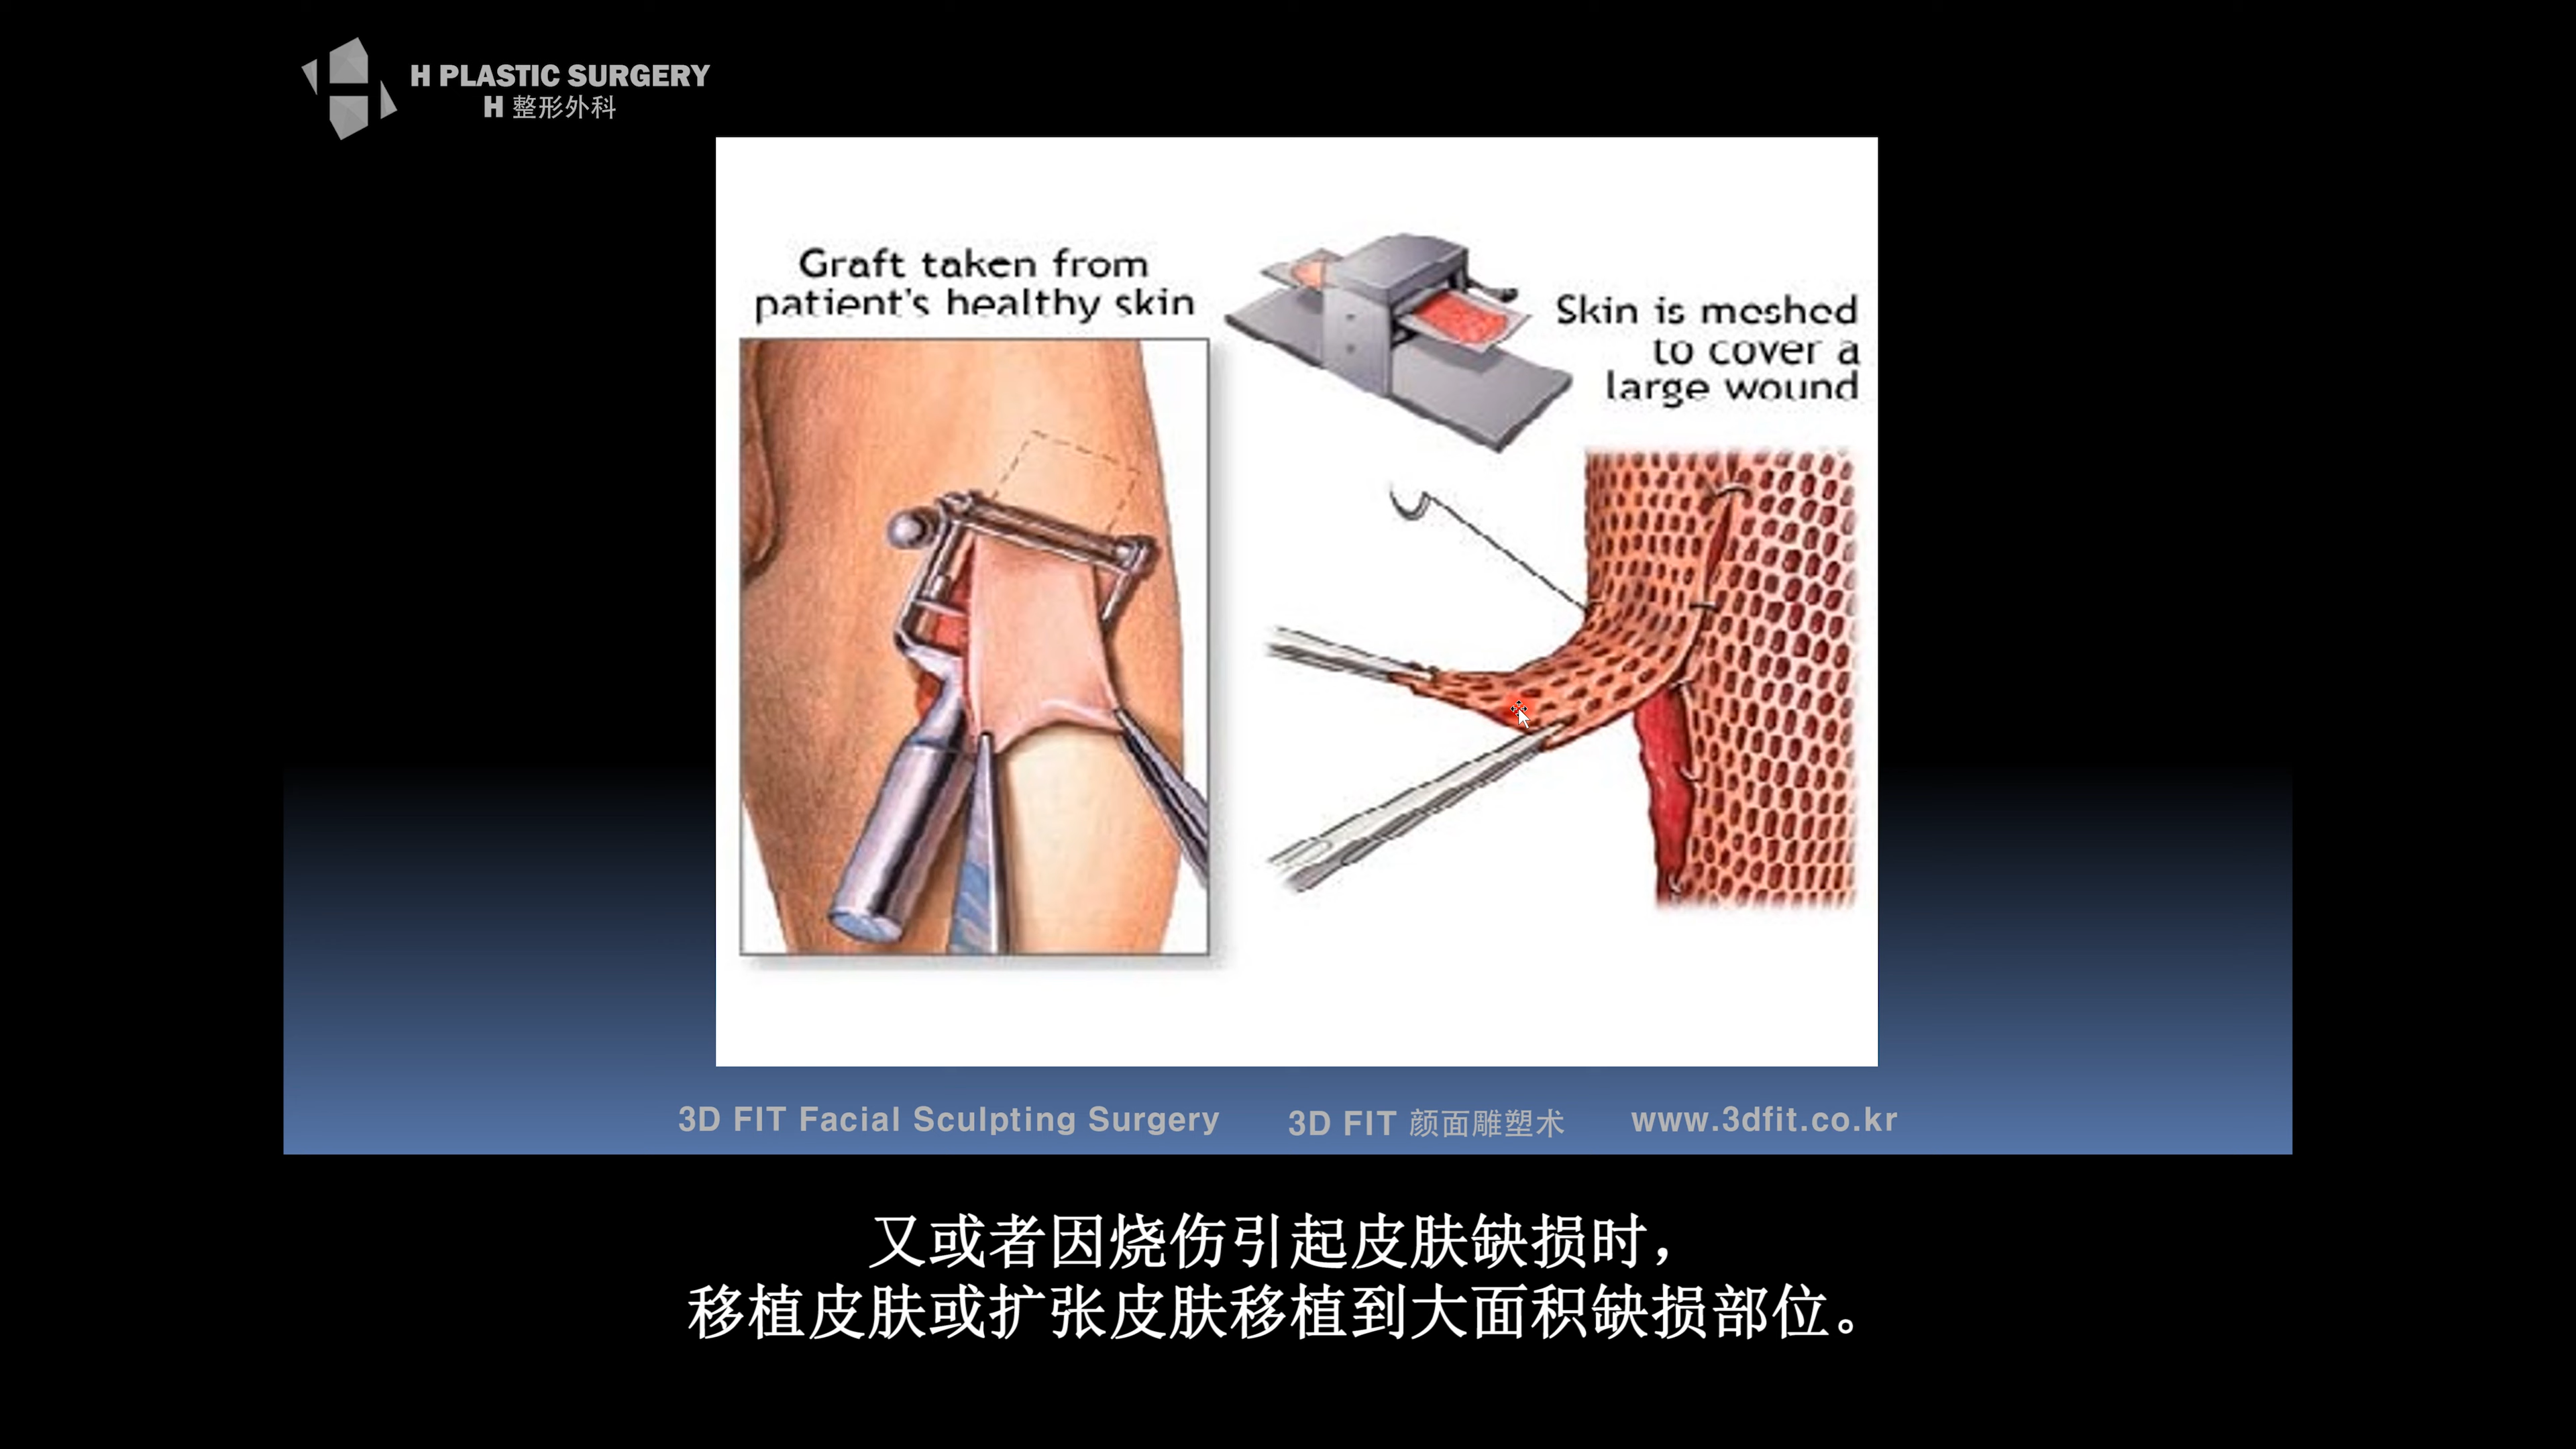 H PLASTIC SURGERY
H 整形外科
Graft taken from
patient's healthy skin
Skin is meshed
to cover a
large wound
3D FIT Facial Sculpting Surgery
3D FIT 颜面雕塑术
www.3dfit.co.kr
又或者因烧伤引起皮肤缺损时，
移植皮肤或扩张皮肤移植到大面积缺损部位。